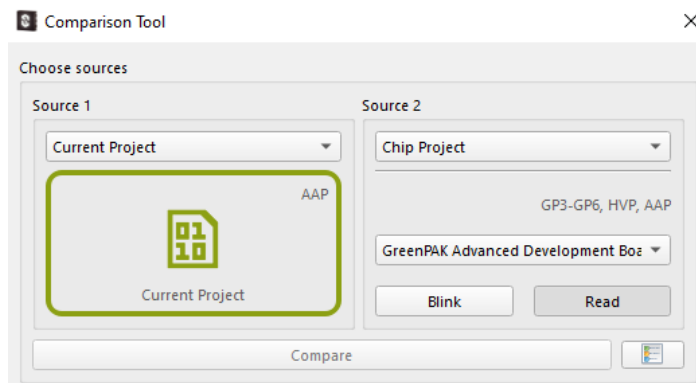 Comparison Tool
Choose sources
Source 1
Current Project
AAP
0110
Current Project
Source 2
Chip Project
GP3-GP6, HVP, AAP
GreenPAK Advanced Development Boa
Blink
Read
Compare